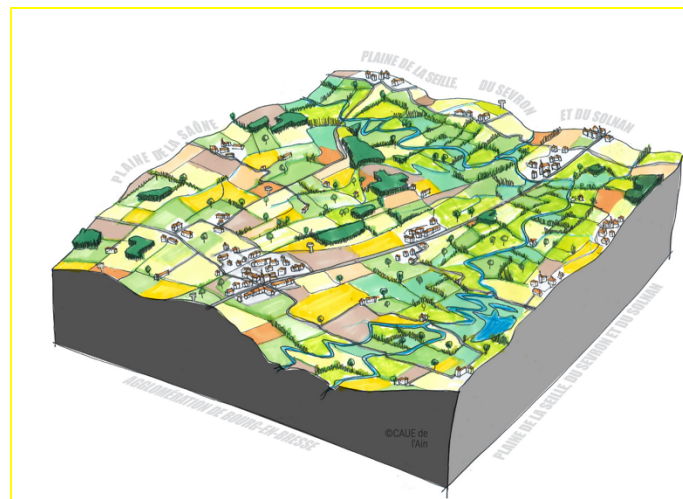 PLAINE DE LA SEILLE, DU SEVRON ET DU SOLNAN
PLAINE DE LA SAÔNE
AGGLOMERATION DE BOURG-EN-BRESSE
PLAINE DE LA SEILLE, DU SEVRON ET DU SOLNAN
©CAUE de
l'Ain